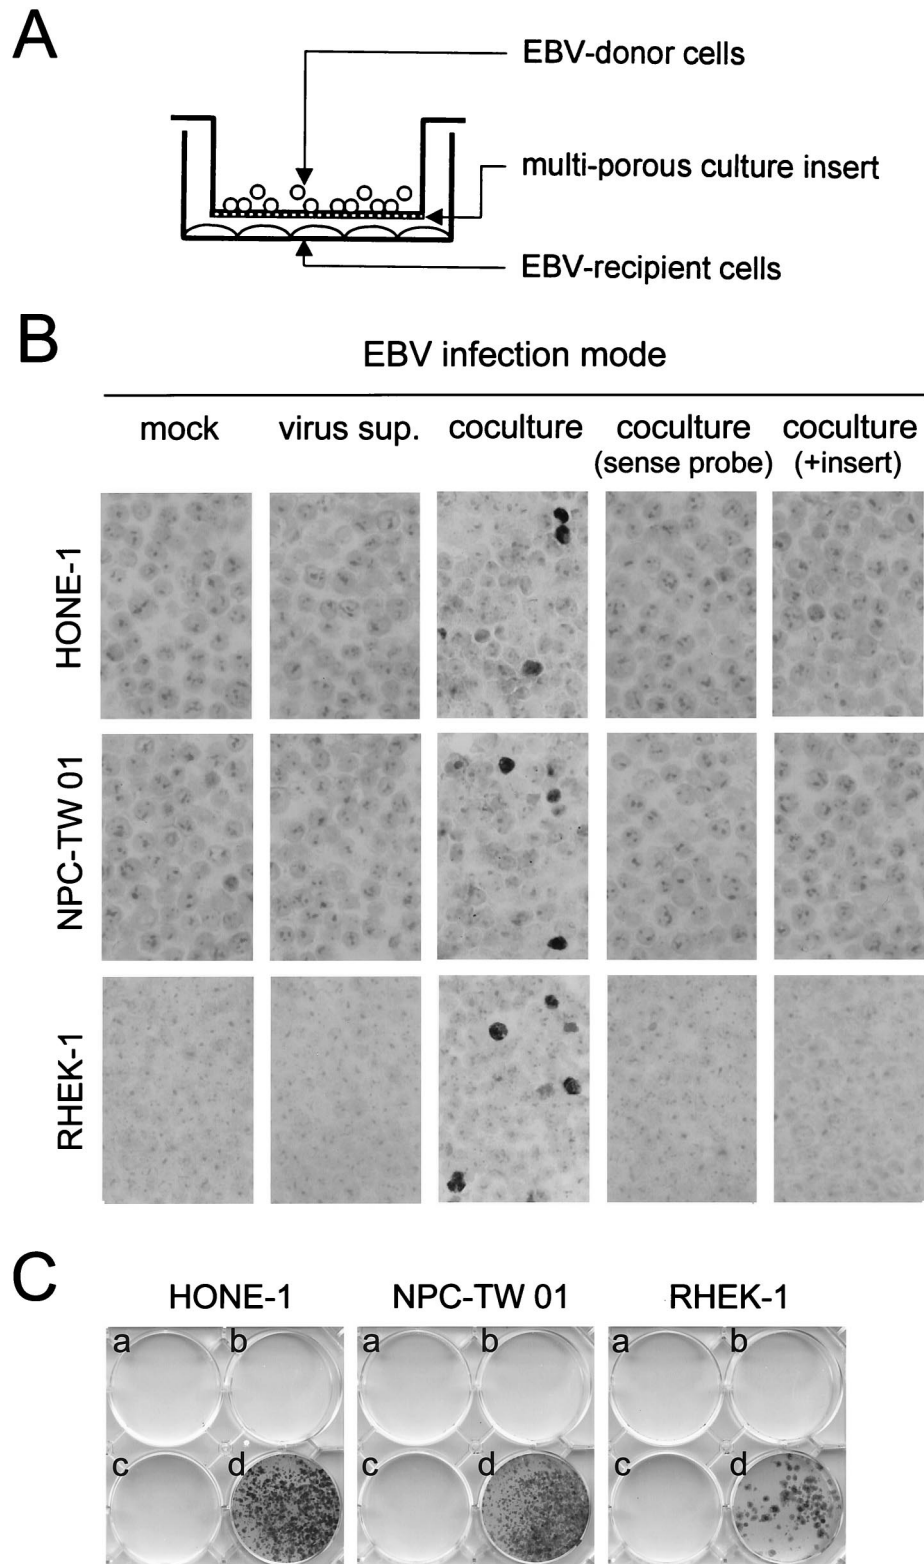 A
EBV-donor cells
multi-porous culture insert
EBV-recipient cells
B
EBV infection mode
mock virus sup. coculture coculture coculture
(sense probe) (+insert)
HONE-1
NPC-TW 01
RHEK-1
C
HONE-1 NPC-TW 01 RHEK-1
a b a b a b
c d c d c d